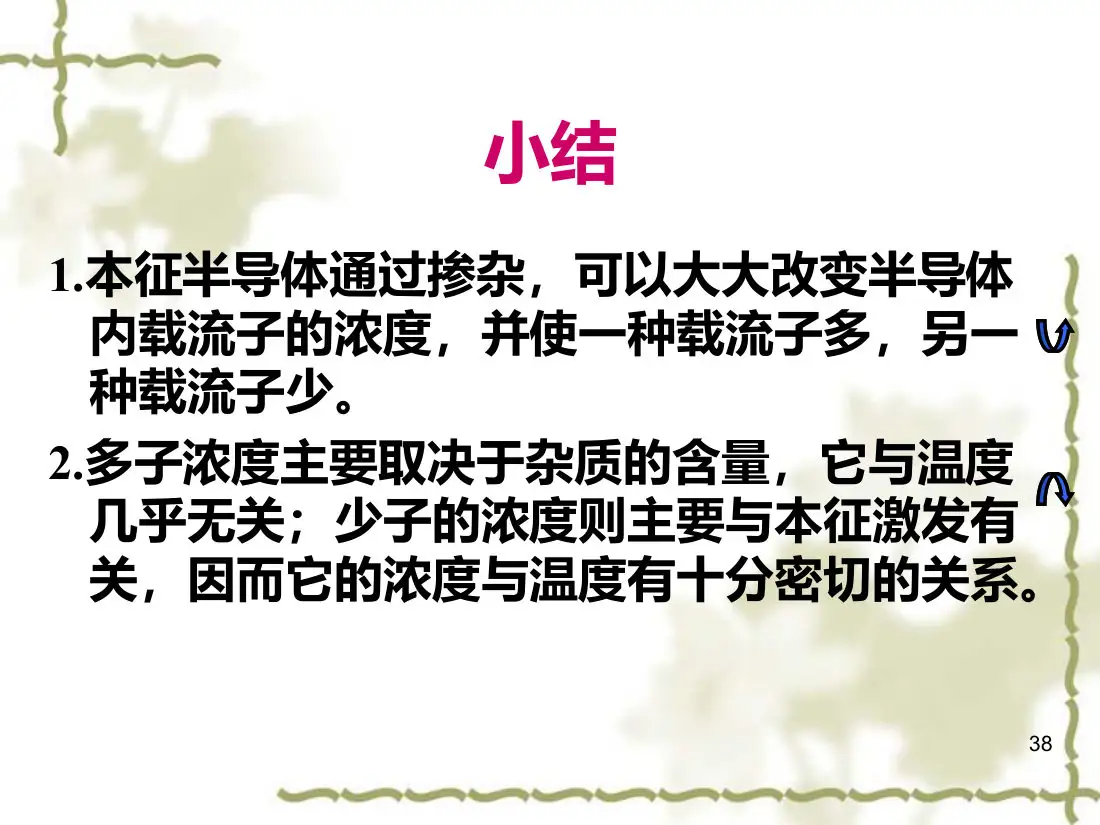 小结
1.本征半导体通过掺杂，可以大大改变半导体
内载流子的浓度，并使一种载流子多，另一
种载流子少。
2.多子浓度主要取决于杂质的含量，它与温度
几乎无关；少子的浓度则主要与本征激发有
关，因而它的浓度与温度有十分密切的关系。
38